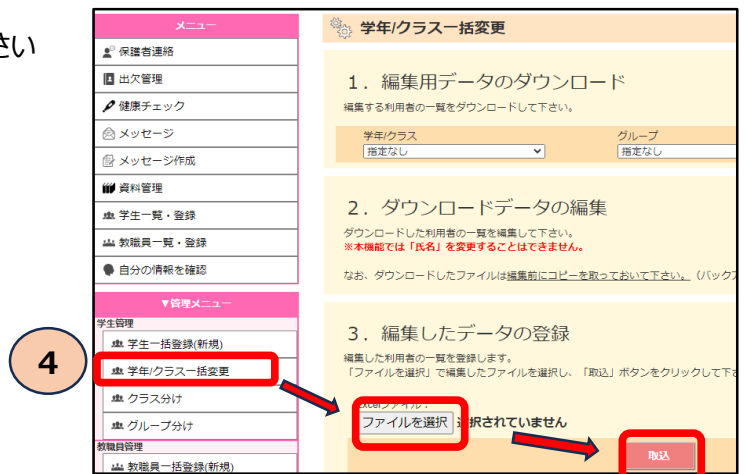 さい
4
メニュー
保護者連絡
出欠管理
健康チェック
メッセージ
メッセージ作成
資料管理
学生一覧・登録
教職員一覧・登録
自分の情報を確認
▼管理メニュー
学生管理
学生一括登録(新規)
学年/クラス一括変更
クラス分け
グループ分け
教職員管理
教職員一括登録(新規)
学年/クラス一括変更
1. 編集用データのダウンロード
編集する利用者の一覧をダウンロードして下さい。
学年/クラス
指定なし
グループ
指定なし
2. ダウンロードデータの編集
ダウンロードした利用者の一覧を編集して下さい。
※本機能では「氏名」を変更することはできません。
なお、ダウンロードしたファイルは編集前にコピーを取っておいて下さい。(バックア
3. 編集したデータの登録
編集した利用者の一覧を登録します。
「ファイルを選択」で編集したファイルを選択し、「取込」ボタンをクリックして下さ
Excelファイル:
ファイルを選択 選択されていません
取込